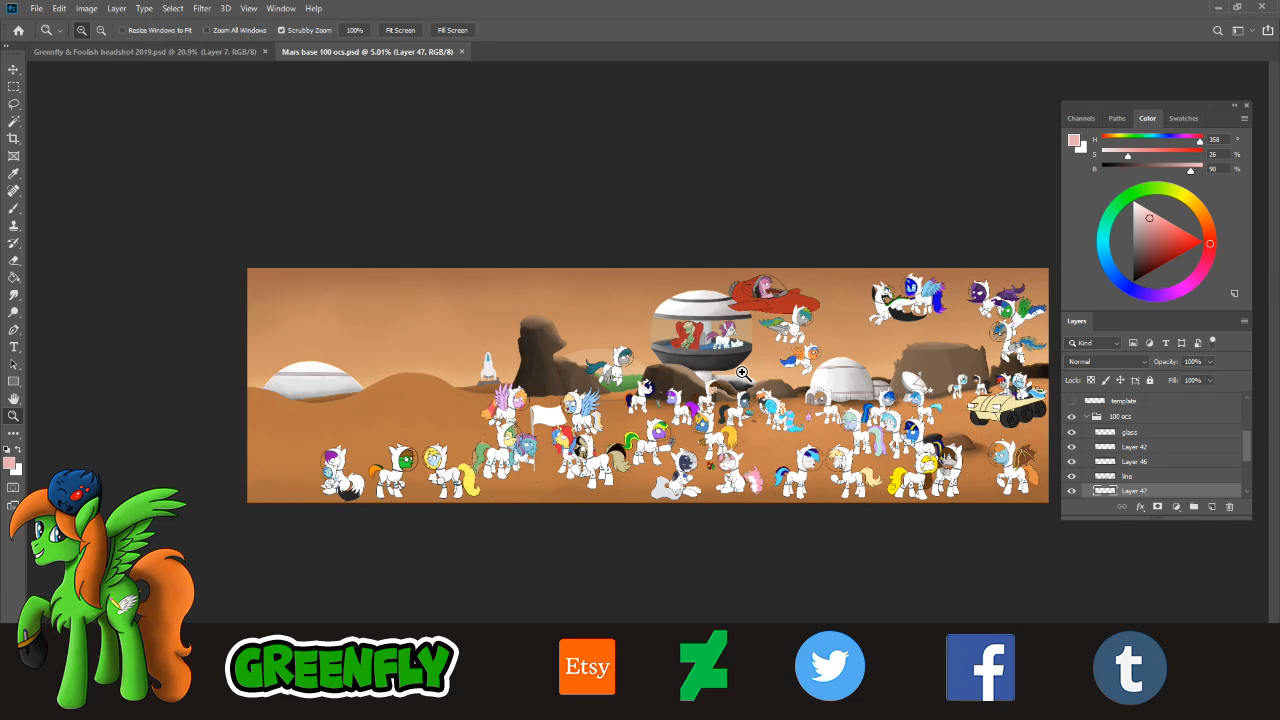 Ps File Edit Image Layer Type Select Filter 3D View Window Help
Resize Windows to Fit Zoom All Windows Scrubby Zoom 100% Fit Screen Fill Screen
Greenfly & Foolish headshot 2019.psd @ 20.9% (Layer 7, RGB/8) × Mars base 100 ocs.psd @ 5.01% (Layer 47, RGB/8) ×
Channels Paths Color Swatches
H 358 °
S 26 %
B 90 %
Layers
Kind
Normal Opacity: 100%
Lock: Fill: 100%
template
100 ocs
glass
Layer 42
Layer 46
line
Layer 47
GREENFLY Etsy f t